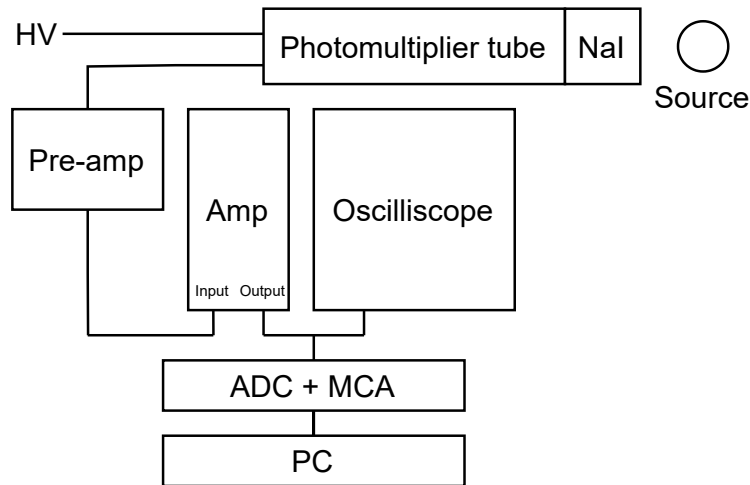 HV
Photomultiplier tube
NaI
Source
Pre-amp
Amp
Input Output
Oscilliscope
ADC + MCA
PC